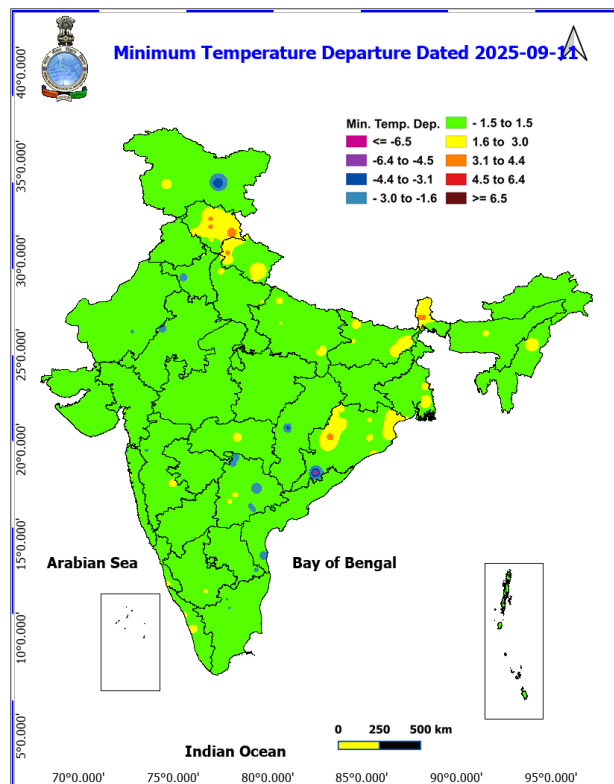 Minimum Temperature Departure Dated 2025-09-11
Min. Temp. Dep.
<= -6.5
-6.4 to -4.5
-4.4 to -3.1
- 3.0 to -1.6
- 1.5 to 1.5
1.6 to 3.0
3.1 to 4.4
4.5 to 6.4
>= 6.5
40°0.000'
35°0.000'
30°0.000'
25°0.000'
20°0.000'
15°0.000'
10°0.000'
5°0.000'
Arabian Sea
Bay of Bengal
Indian Ocean
0 250 500 km
70°0.000' 75°0.000' 80°0.000' 85°0.000' 90°0.000' 95°0.000'